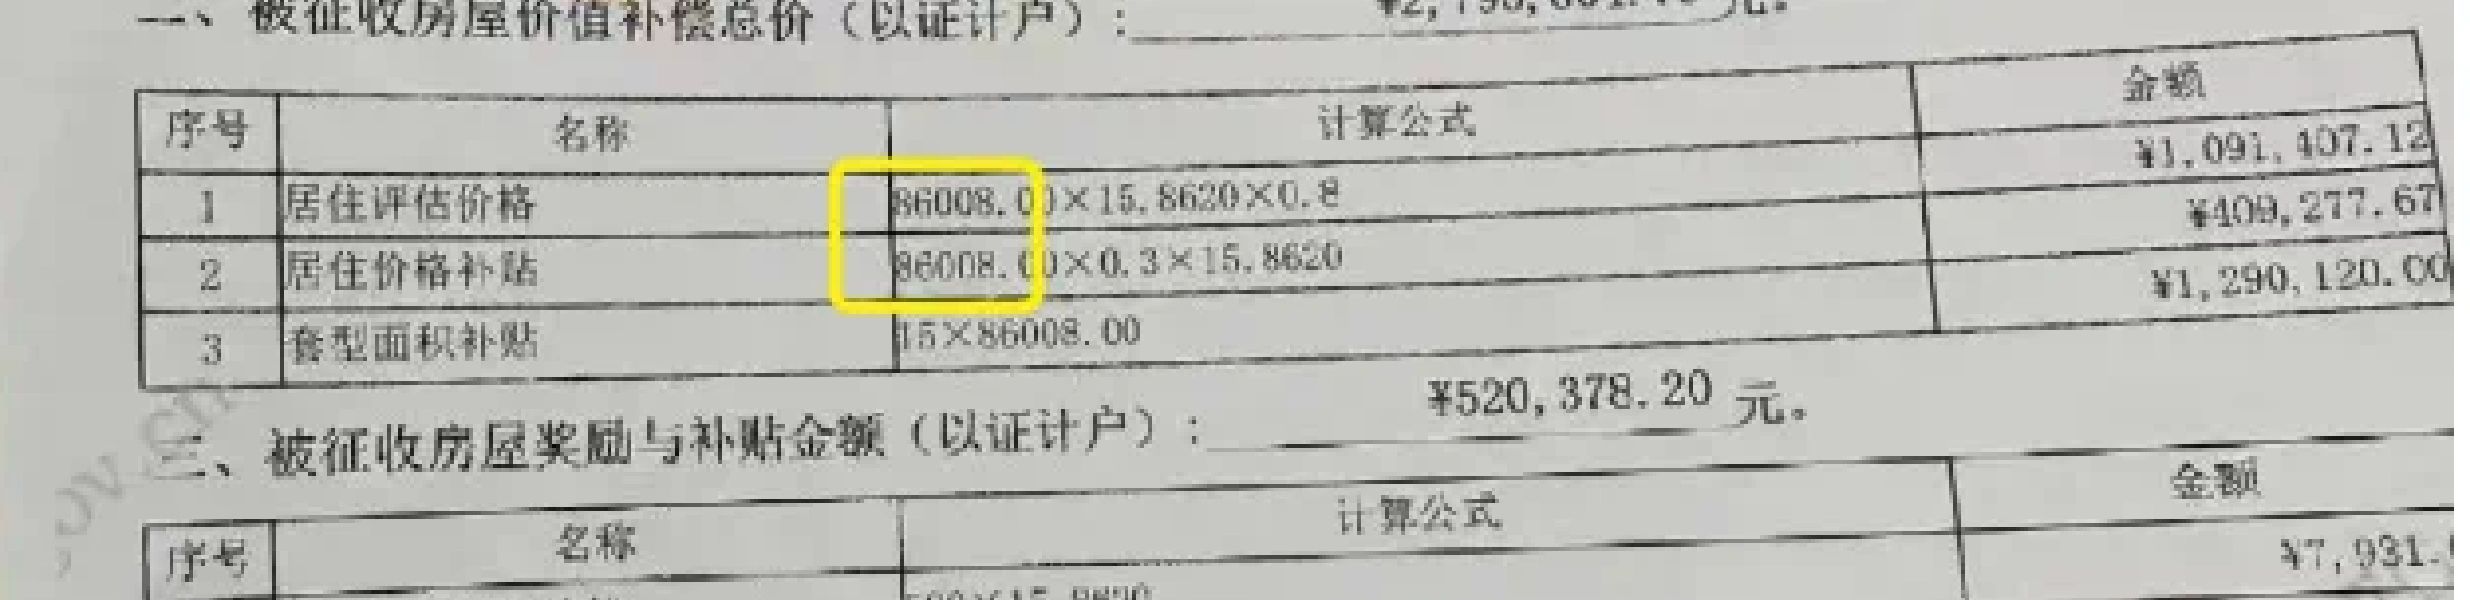 一、被征收房屋价值补偿总价（以证计户）：
元。
序号 名称 计算公式 金额
1 居住评估价格 86008.00×15.8620×0.8 ¥1,091,407.12
2 居住价格补贴 86008.00×0.3×15.8620 ¥409,277.67
3 套型面积补贴 15×86008.00 ¥1,290,120.00
二、被征收房屋奖励与补贴金额（以证计户）： ¥520,378.20 元。
序号 名称 计算公式 金额
¥7,931.